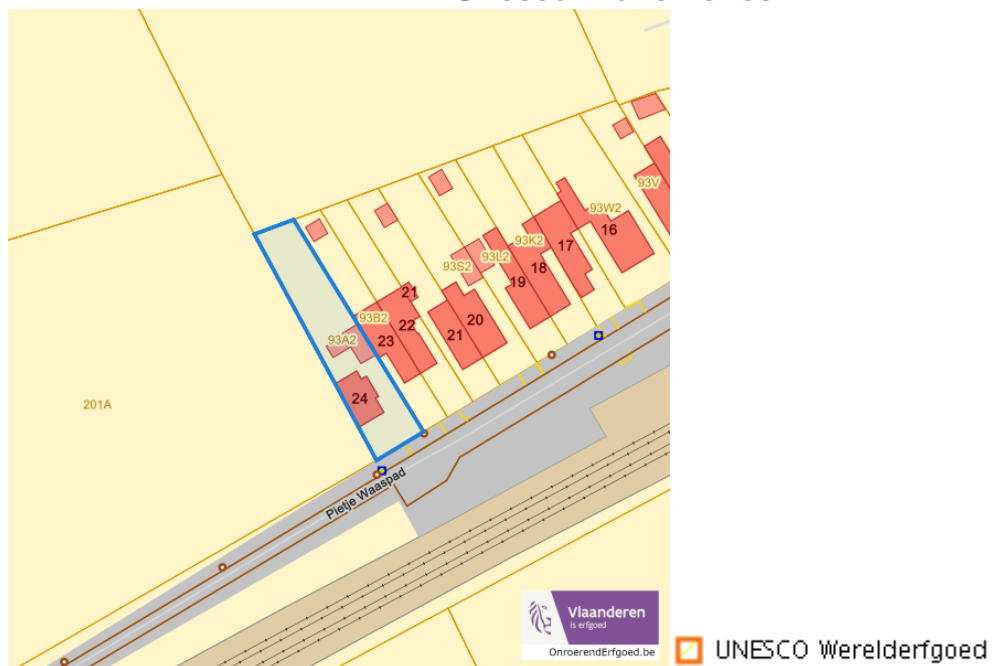 93V
93W2
16
93K2
17
93L2
18
93S2
19
21
93B2
22
20
21
93A2
23
24
201A
Pietje Waaspad
Vlaanderen
is erfgoed
OnroerendErfgoed.be
UNESCO Werelderfgoed